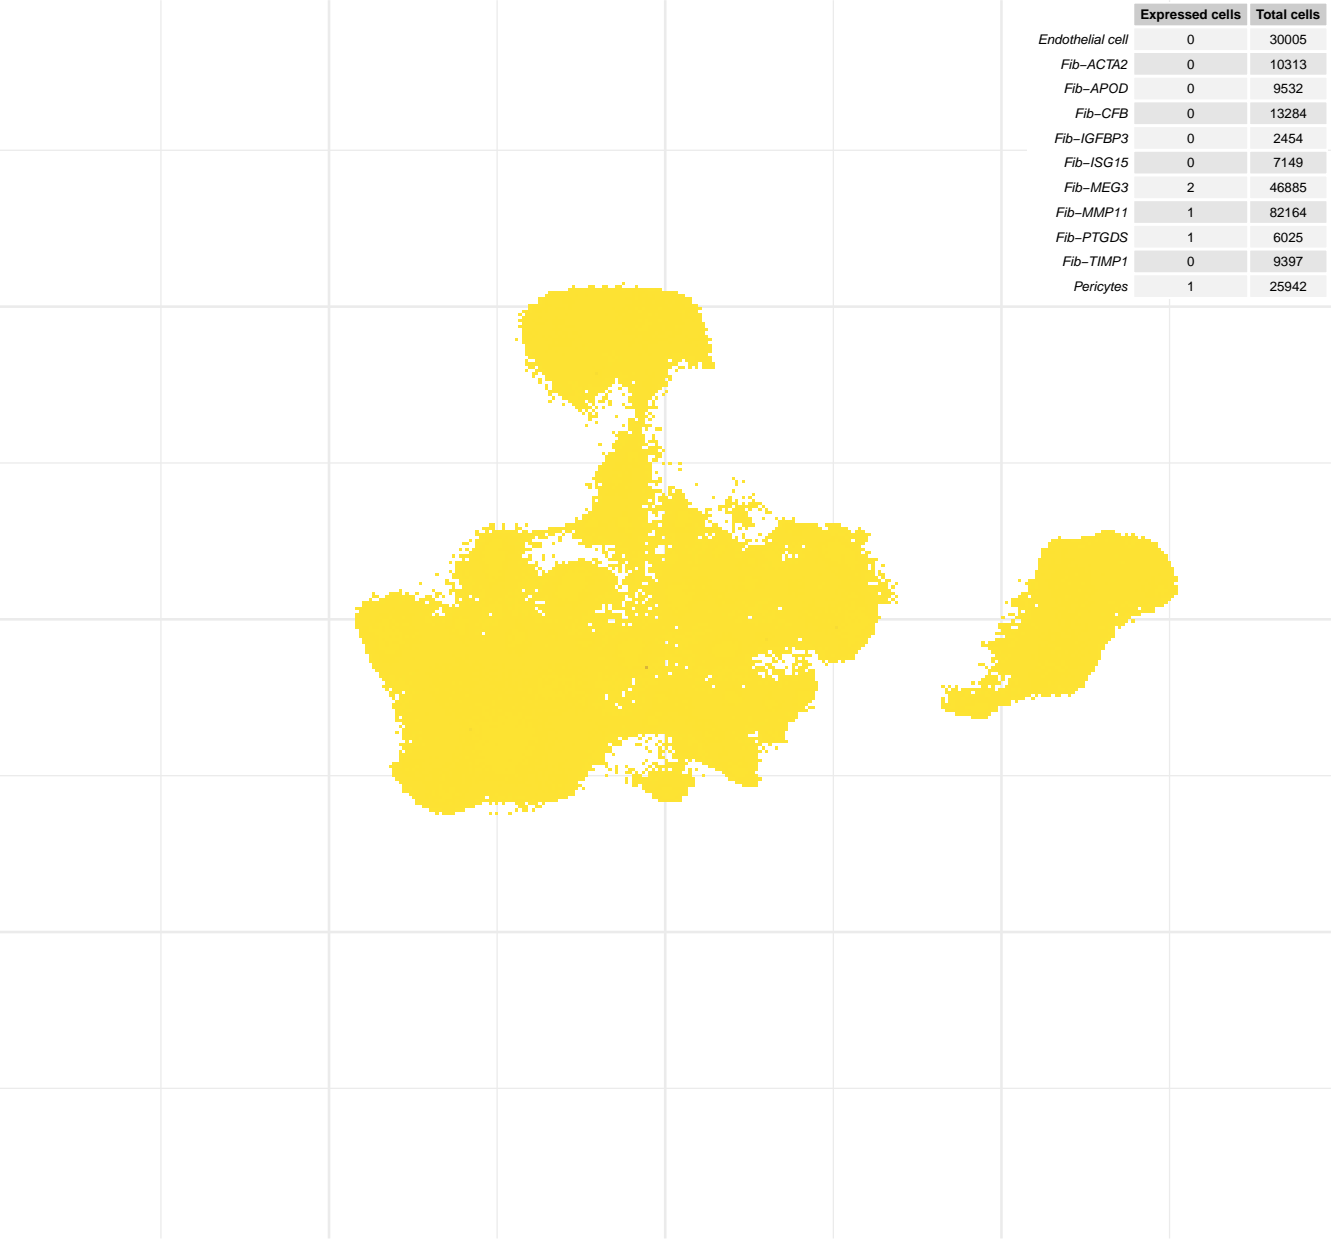 Expressed cells Total cells
Endothelial cell 0 30005
Fib−ACTA2 0 10313
Fib−APOD 0 9532
Fib−CFB 0 13284
Fib−IGFBP3 0 2454
Fib−ISG15 0 7149
Fib−MEG3 2 46885
Fib−MMP11 1 82164
Fib−PTGDS 1 6025
Fib−TIMP1 0 9397
Pericytes 1 25942